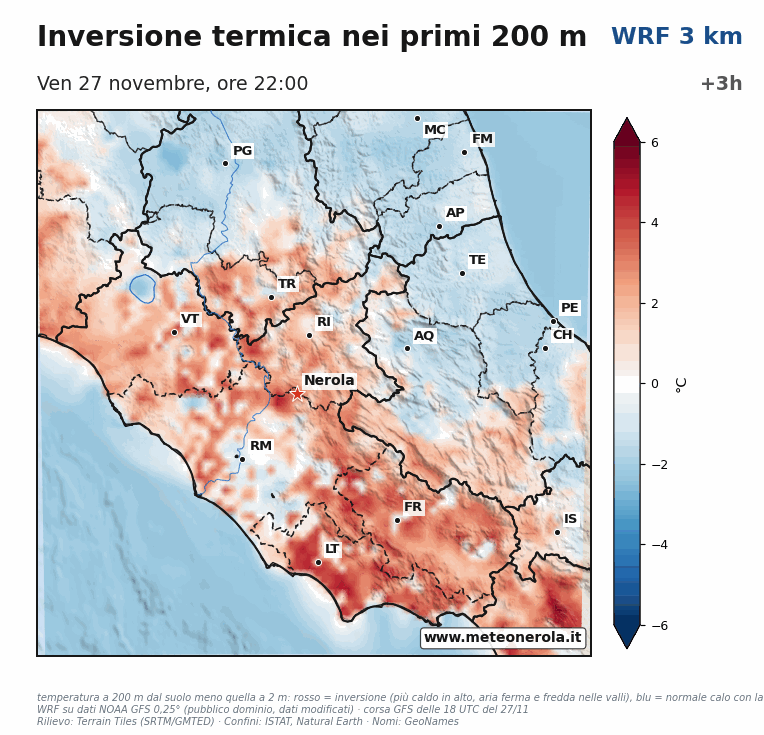 Inversione termica nei primi 200 m WRF 3 km
Ven 27 novembre, ore 22:00 +3h
MC
FM
PG
AP
TE
TR
PE
VT
RI
CH
AQ
Nerola
RM
FR
IS
LT
www.meteonerola.it
6
4
2
0
−2
−4
−6
°C
temperatura a 200 m dal suolo meno quella a 2 m: rosso = inversione (più caldo in alto, aria ferma e fredda nelle valli), blu = normale calo con la
WRF su dati NOAA GFS 0,25° (pubblico dominio, dati modificati) · corsa GFS delle 18 UTC del 27/11
Rilievo: Terrain Tiles (SRTM/GMTED) · Confini: ISTAT, Natural Earth · Nomi: GeoNames